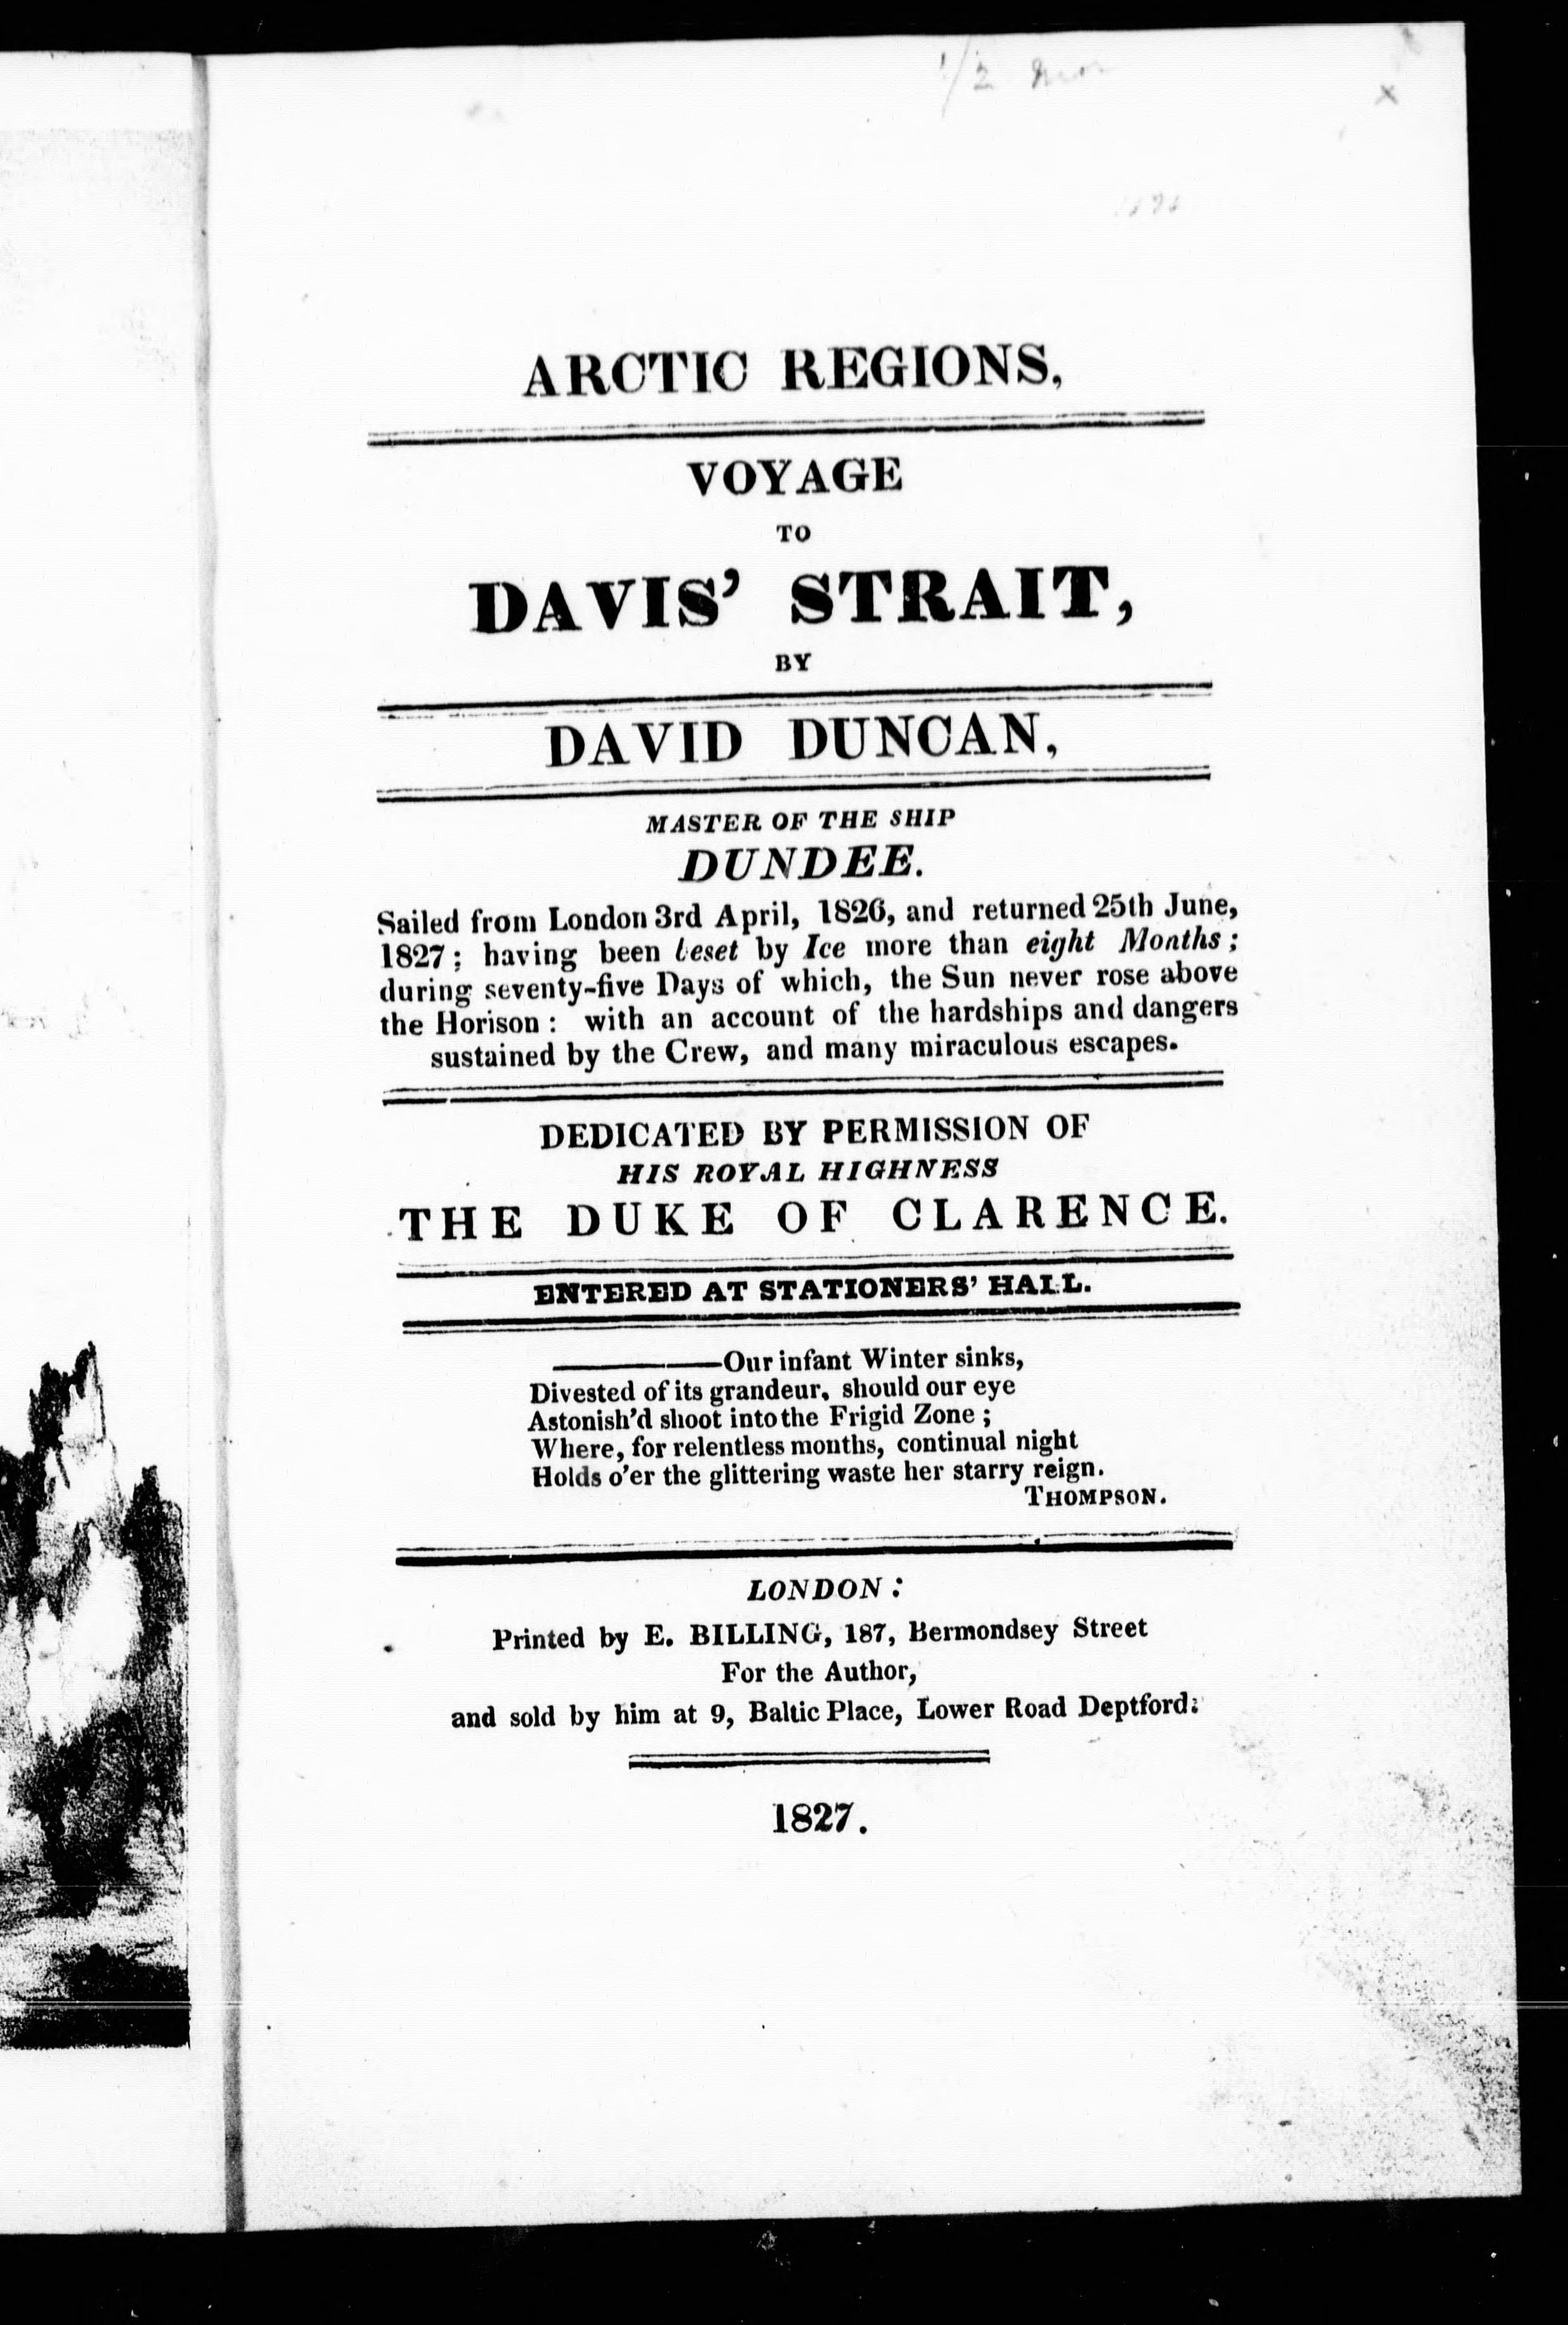 1/2
x
ARCTIC REGIONS,
VOYAGE
TO
DAVIS' STRAIT,
BY
DAVID DUNCAN,
MASTER OF THE SHIP
DUNDEE.
Sailed from London 3rd April, 1826, and returned 25th June,
1827; having been beset by Ice more than eight Months;
during seventy-five Days of which, the Sun never rose above
the Horison: with an account of the hardships and dangers
sustained by the Crew, and many miraculous escapes.
DEDICATED BY PERMISSION OF
HIS ROYAL HIGHNESS
THE DUKE OF CLARENCE.
ENTERED AT STATIONERS' HALL.
————Our infant Winter sinks,
Divested of its grandeur, should our eye
Astonish'd shoot into the Frigid Zone;
Where, for relentless months, continual night
Holds o'er the glittering waste her starry reign.
THOMPSON.
LONDON:
Printed by E. BILLING, 187, Bermondsey Street
For the Author,
and sold by him at 9, Baltic Place, Lower Road Deptford:
1827.